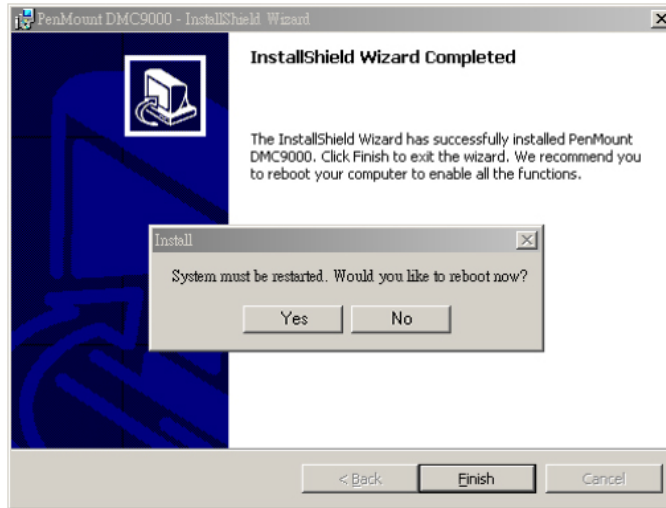 PenMount DMC9000 - InstallShield Wizard
InstallShield Wizard Completed
The InstallShield Wizard has successfully installed PenMount
DMC9000. Click Finish to exit the wizard. We recommend you
to reboot your computer to enable all the functions.
Install
System must be restarted. Would you like to reboot now?
Yes
No
< Back
Finish
Cancel